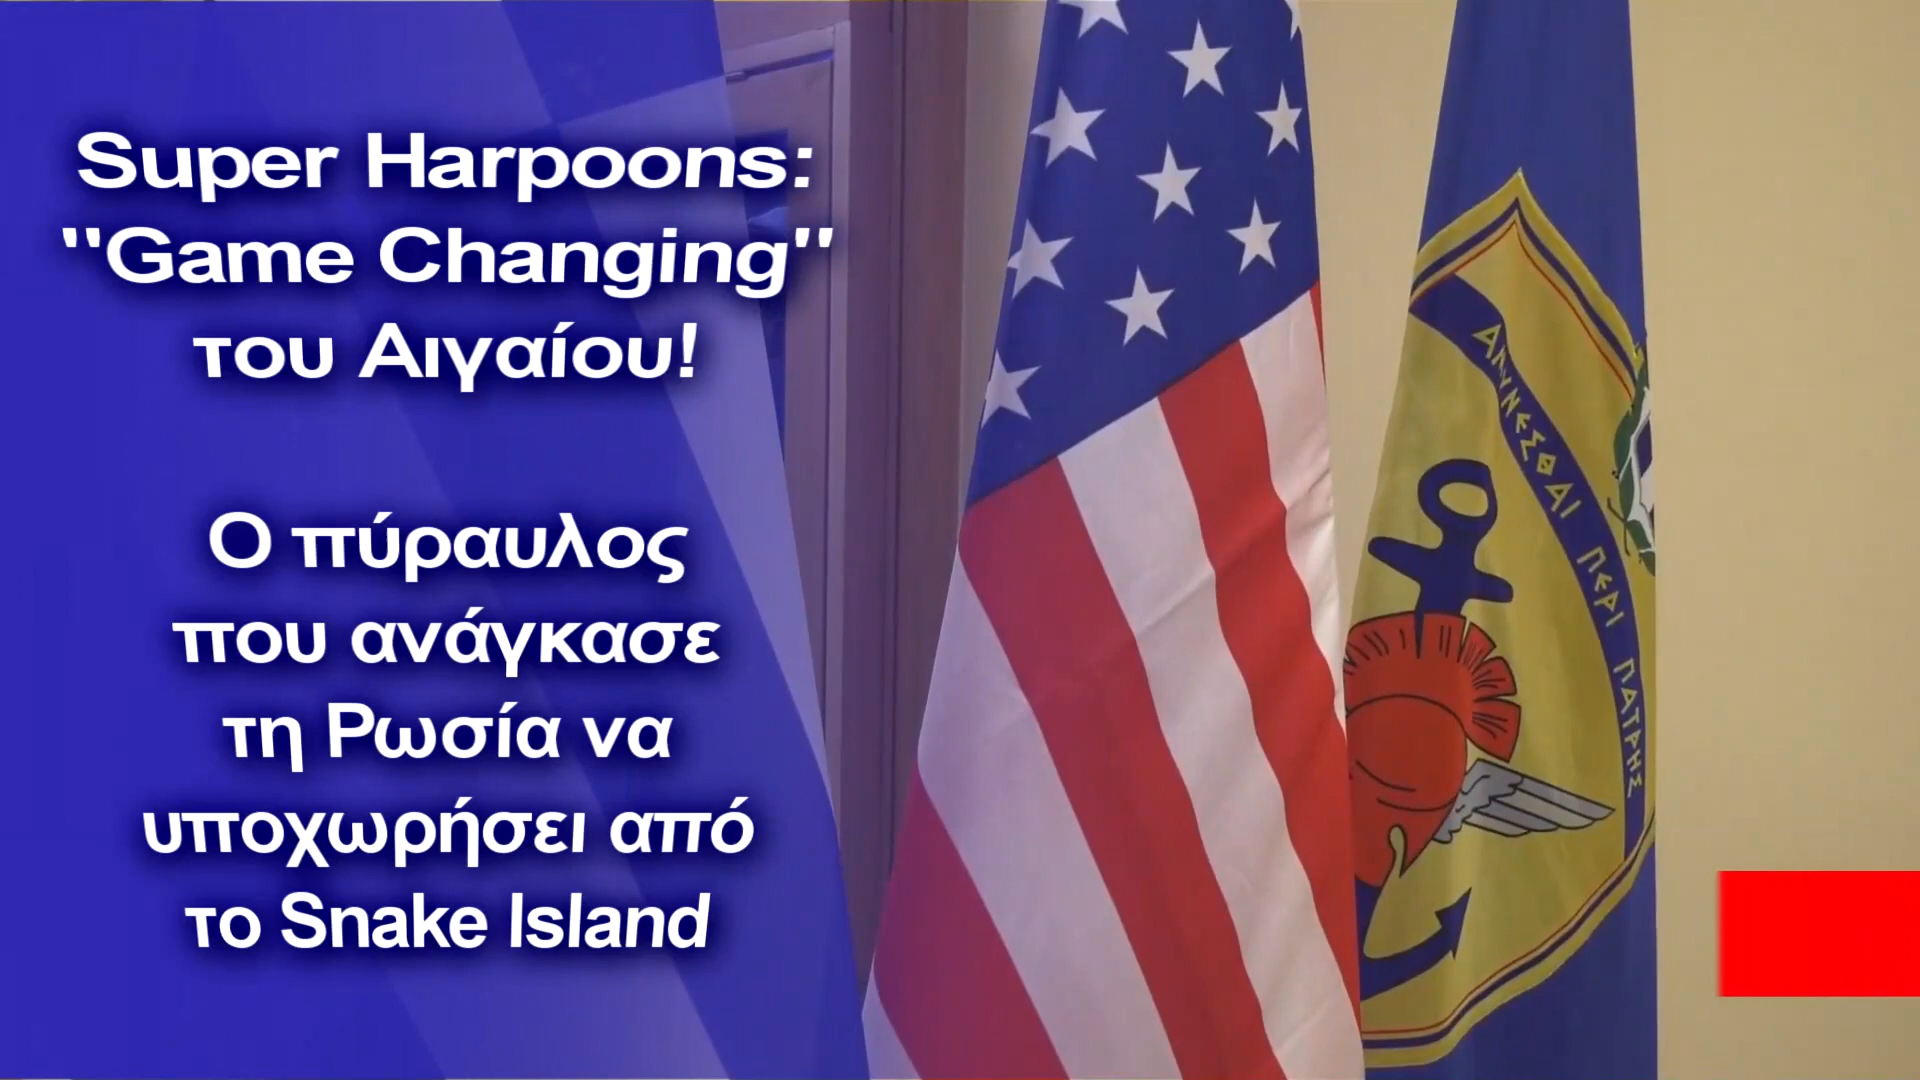 Super Harpoons:
"Game Changing"
του Αιγαίου!
Ο πύραυλος
που ανάγκασε
τη Ρωσία να
υποχωρήσει από
το Snake Island
ΑΜΥΝΕΣΘΑΙ ΠΕΡΙ ΠΑΤΡΗΣ